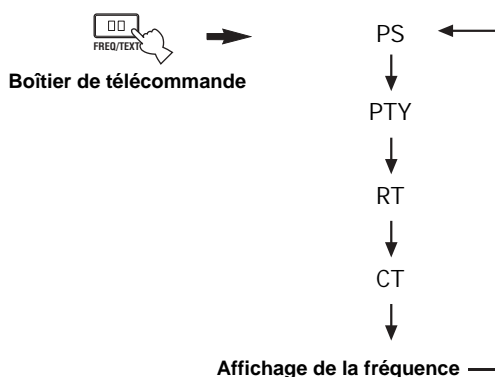 FREQ/TEXT
Boîtier de télécommande
PS
PTY
RT
CT
Affichage de la fréquence